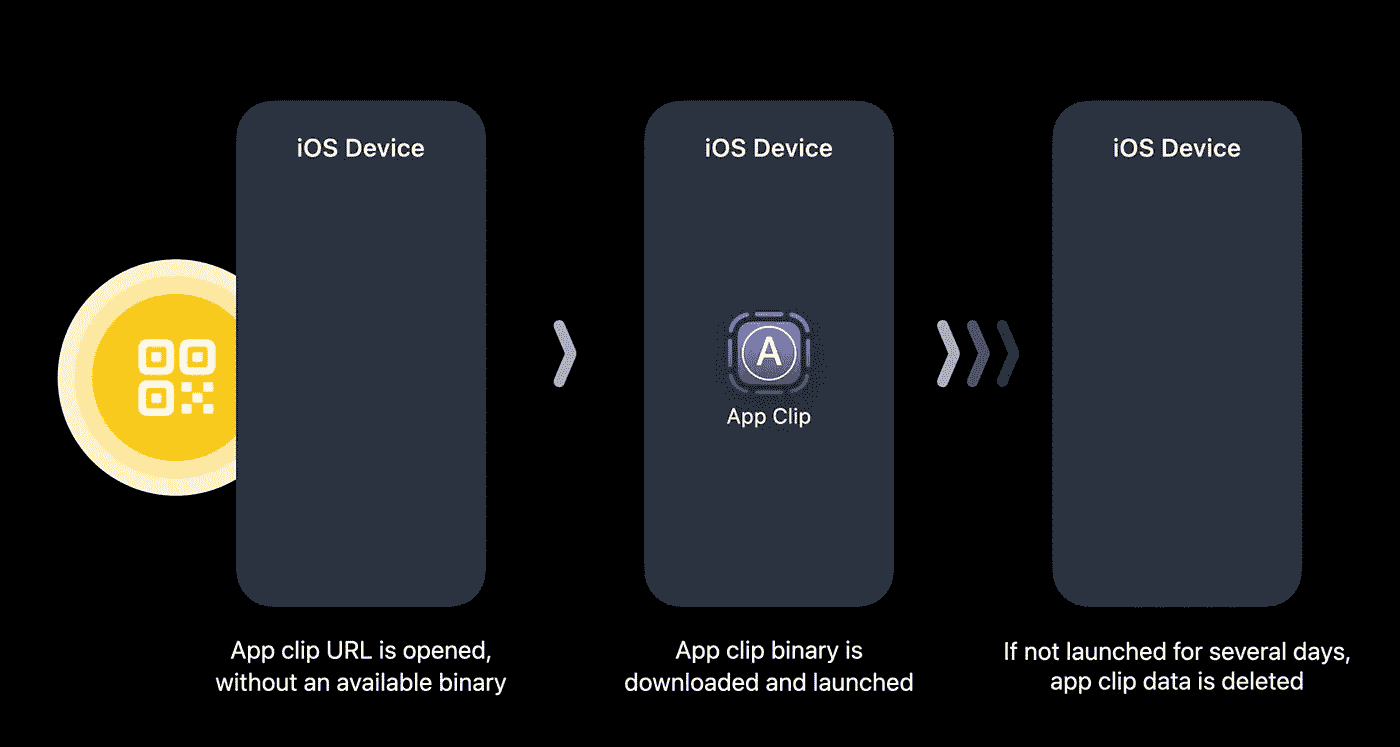 iOS Device
App clip URL is opened,
without an available binary
iOS Device
A
App Clip
App clip binary is
downloaded and launched
iOS Device
If not launched for several days,
app clip data is deleted